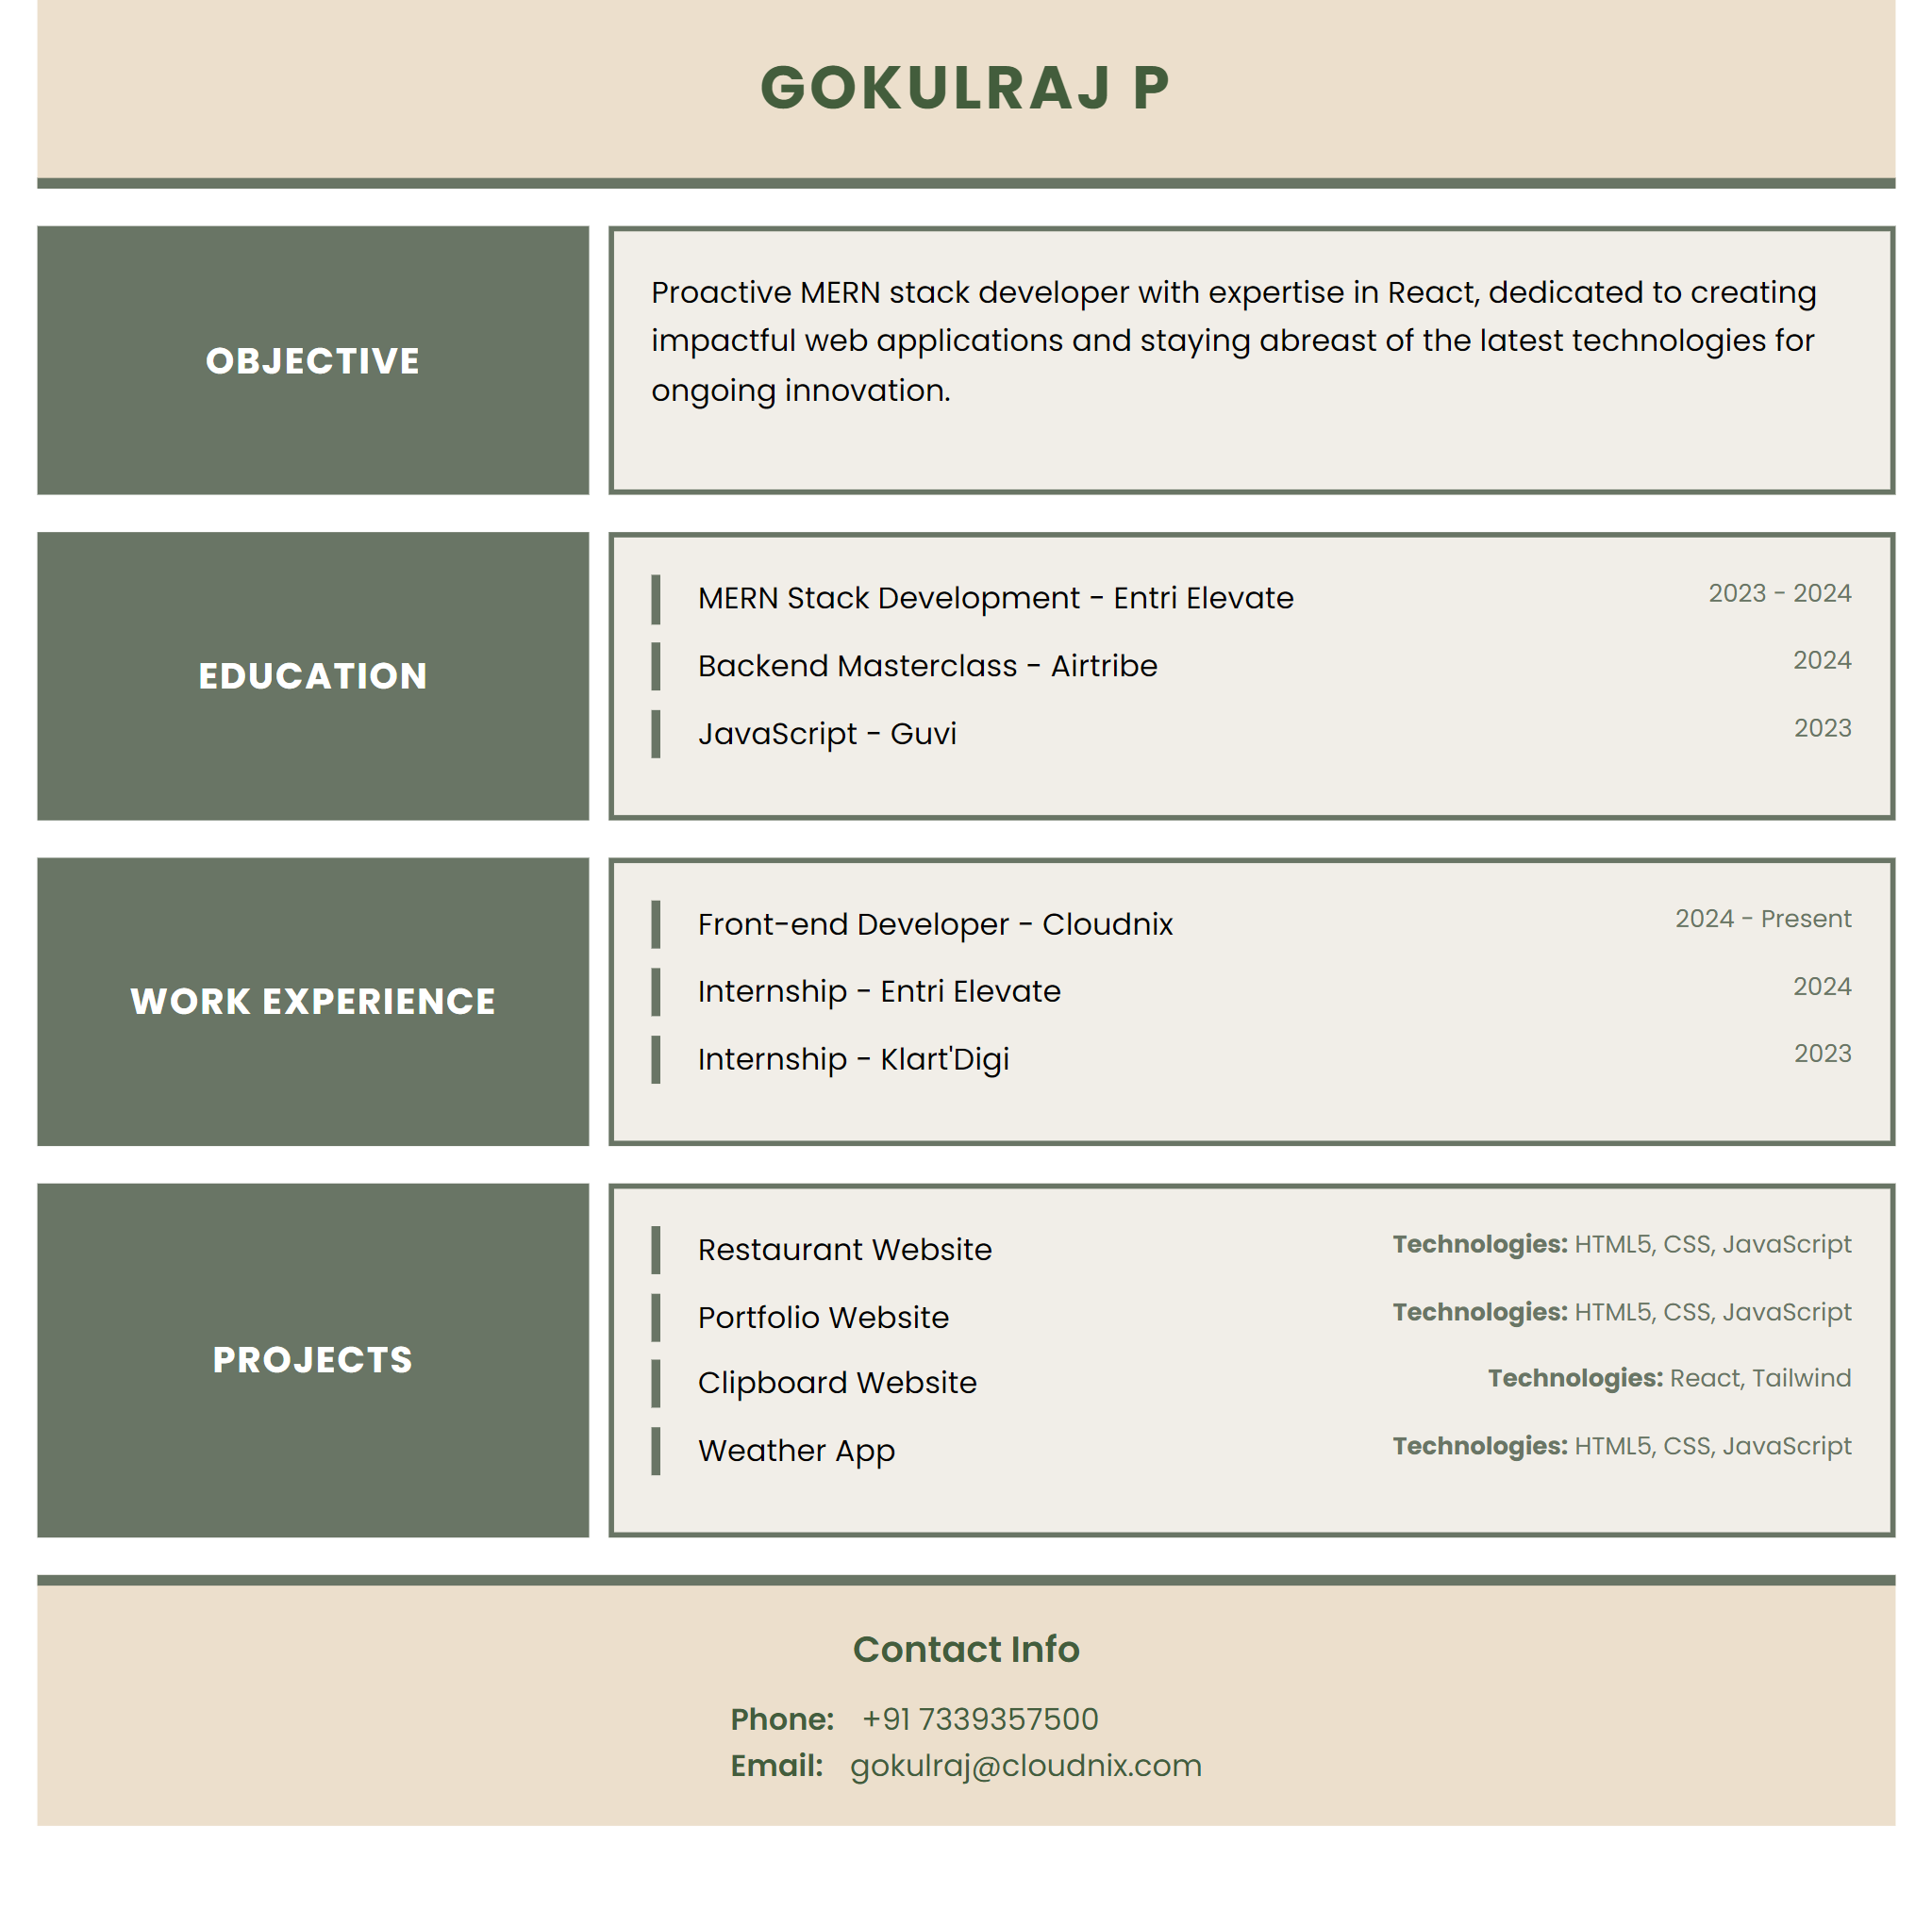 GOKULRAJ P
OBJECTIVE
Proactive MERN stack developer with expertise in React, dedicated to creating
impactful web applications and staying abreast of the latest technologies for
ongoing innovation.
EDUCATION
MERN Stack Development - Entri Elevate 2023 - 2024
Backend Masterclass - Airtribe 2024
JavaScript - Guvi 2023
WORK EXPERIENCE
Front-end Developer - Cloudnix 2024 - Present
Internship - Entri Elevate 2024
Internship - Klart'Digi 2023
PROJECTS
Restaurant Website Technologies: HTML5, CSS, JavaScript
Portfolio Website Technologies: HTML5, CSS, JavaScript
Clipboard Website Technologies: React, Tailwind
Weather App Technologies: HTML5, CSS, JavaScript
Contact Info
Phone: +91 7339357500
Email: gokulraj@cloudnix.com